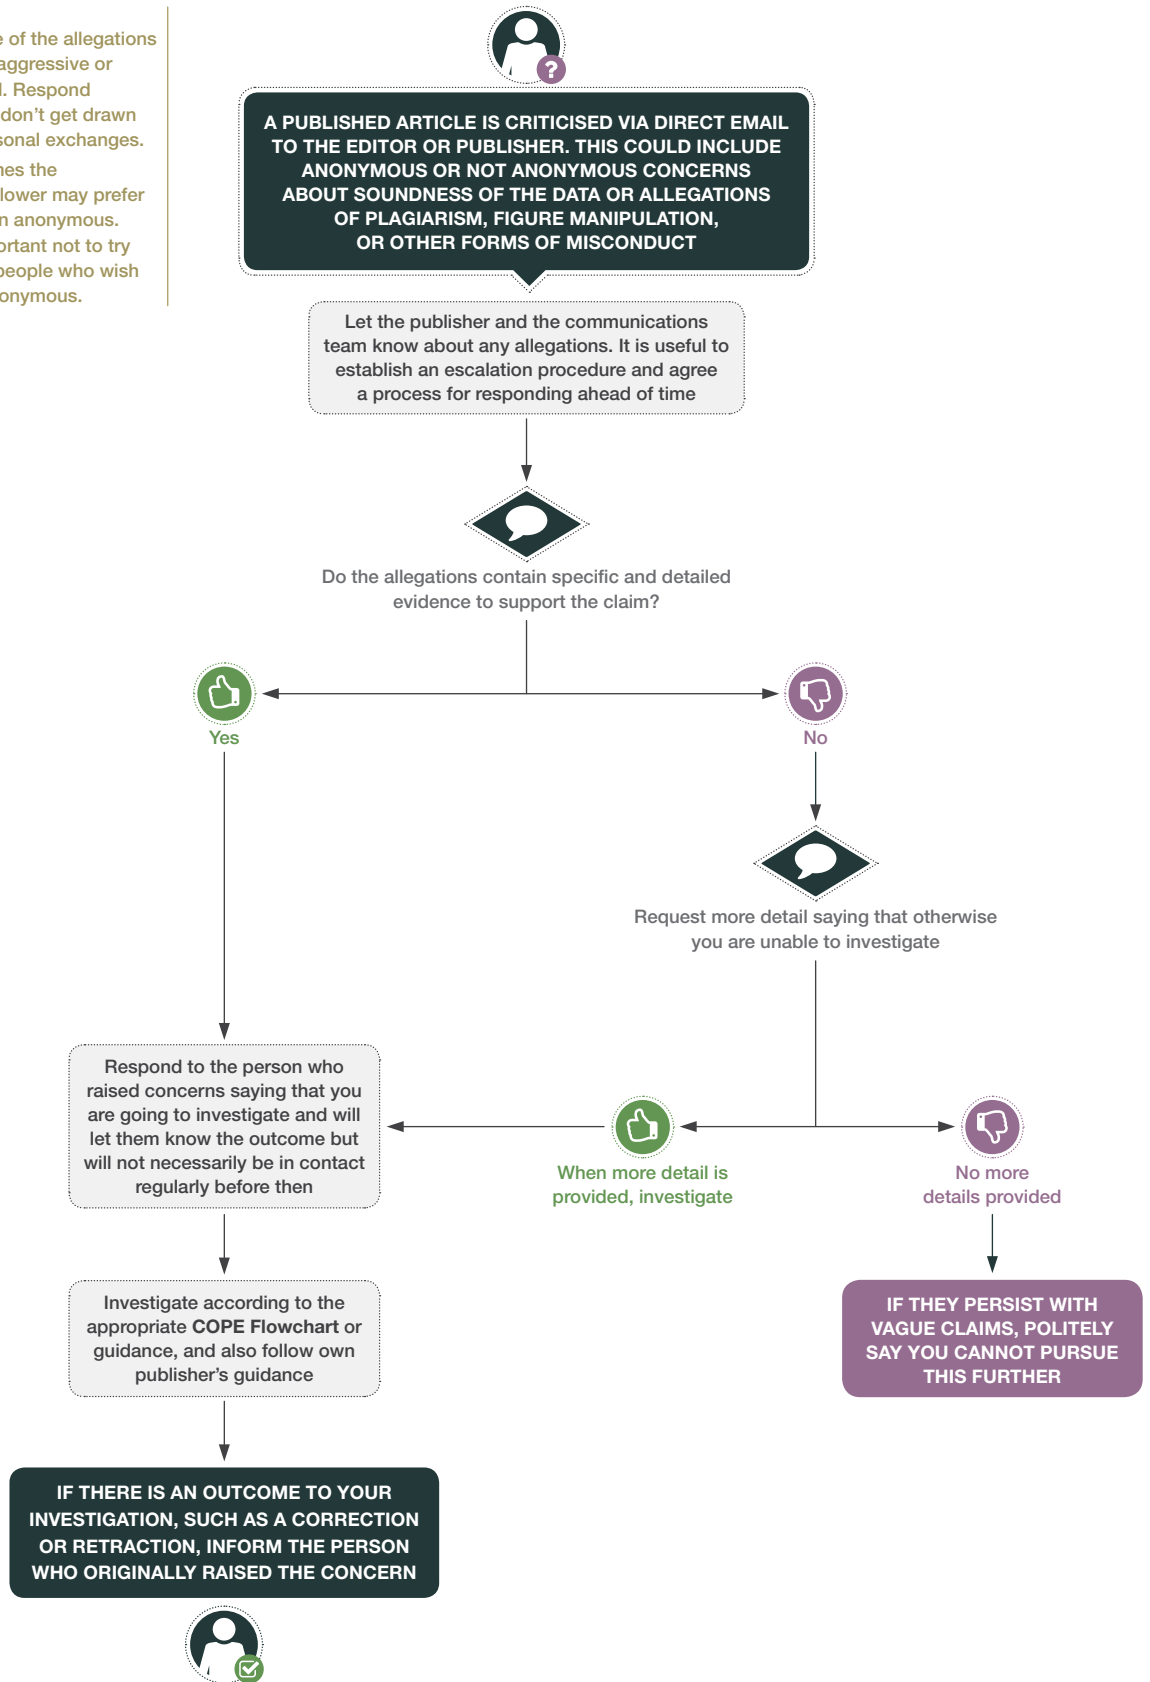 e of the allegations
aggressive or
. Respond
don't get drawn
sonal exchanges.
nes the
lower may prefer
n anonymous.
ortant not to try
people who wish
onymous.
?
A PUBLISHED ARTICLE IS CRITICISED VIA DIRECT EMAIL
TO THE EDITOR OR PUBLISHER. THIS COULD INCLUDE
ANONYMOUS OR NOT ANONYMOUS CONCERNS
ABOUT SOUNDNESS OF THE DATA OR ALLEGATIONS
OF PLAGIARISM, FIGURE MANIPULATION,
OR OTHER FORMS OF MISCONDUCT
Let the publisher and the communications
team know about any allegations. It is useful to
establish an escalation procedure and agree
a process for responding ahead of time
Do the allegations contain specific and detailed
evidence to support the claim?
Yes
No
Request more detail saying that otherwise
you are unable to investigate
Respond to the person who
raised concerns saying that you
are going to investigate and will
let them know the outcome but
will not necessarily be in contact
regularly before then
When more detail is
provided, investigate
No more
details provided
Investigate according to the
appropriate COPE Flowchart or
guidance, and also follow own
publisher's guidance
IF THEY PERSIST WITH
VAGUE CLAIMS, POLITELY
SAY YOU CANNOT PURSUE
THIS FURTHER
IF THERE IS AN OUTCOME TO YOUR
INVESTIGATION, SUCH AS A CORRECTION
OR RETRACTION, INFORM THE PERSON
WHO ORIGINALLY RAISED THE CONCERN